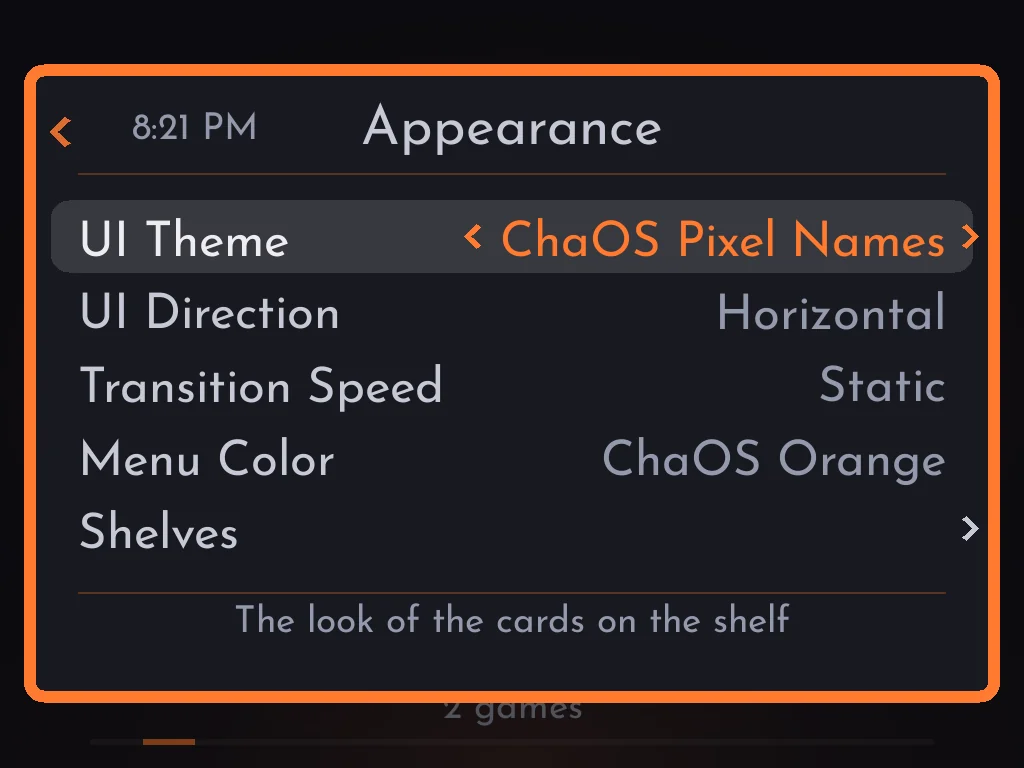 8:21 PM
Appearance
UI Theme < ChaOS Pixel Names >
UI Direction Horizontal
Transition Speed Static
Menu Color ChaOS Orange
Shelves >
The look of the cards on the shelf
2 games